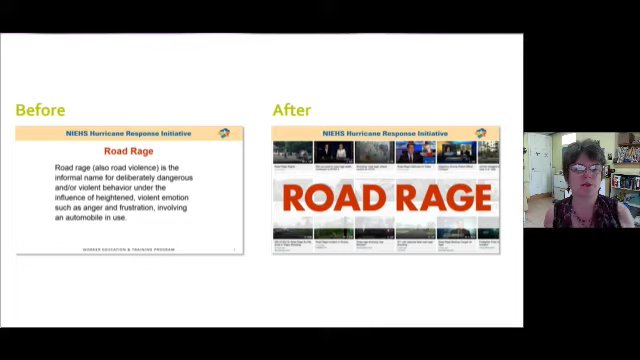 Before
After
NIEHS Hurricane Response Initiative
Road Rage
Road rage (also road violence) is the
informal name for deliberately dangerous
and/or violent behavior under the
influence of heightened, violent emotion
such as anger and frustration, involving
an automobile in use.
WORKER EDUCATION & TRAINING PROGRAM
NIEHS Hurricane Response Initiative
ROAD RAGE